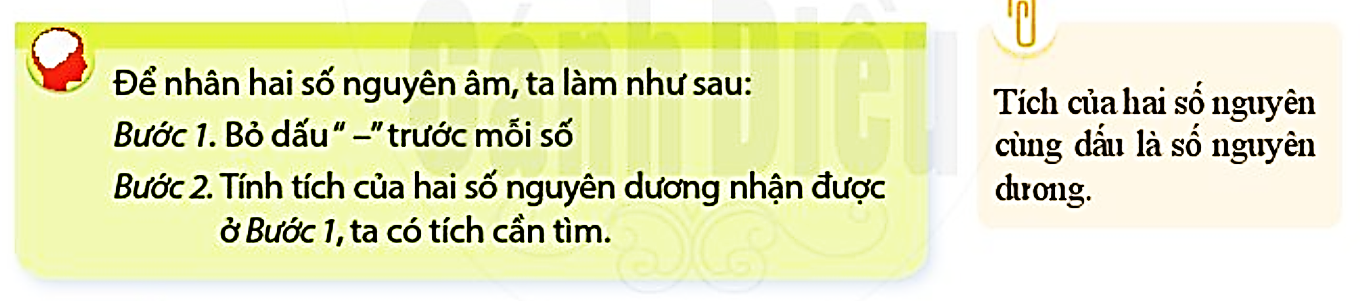 Cánh Diều
Để nhân hai số nguyên âm, ta làm như sau:
Bước 1. Bỏ dấu “ –” trước mỗi số
Bước 2. Tính tích của hai số nguyên dương nhận được
ở Bước 1, ta có tích cần tìm.
Tích của hai số nguyên
cùng dấu là số nguyên
dương.